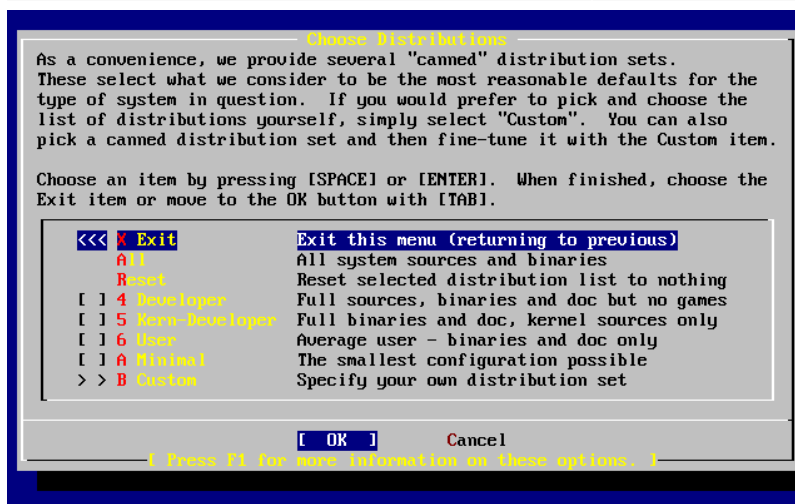 Choose Distributions
As a convenience, we provide several "canned" distribution sets.
These select what we consider to be the most reasonable defaults for the
type of system in question.  If you would prefer to pick and choose the
list of distributions yourself, simply select "Custom".  You can also
pick a canned distribution set and then fine-tune it with the Custom item.
Choose an item by pressing [SPACE] or [ENTER].  When finished, choose the
Exit item or move to the OK button with [TAB].
<<< X Exit Exit this menu (returning to previous)
All All system sources and binaries
Reset Reset selected distribution list to nothing
[ ] 4 Developer Full sources, binaries and doc but no games
[ ] 5 Kern-Developer Full binaries and doc, kernel sources only
[ ] 6 User Average user - binaries and doc only
[ ] A Minimal The smallest configuration possible
> > B Custom Specify your own distribution set
[ OK ] Cancel
[ Press F1 for more information on these options. ]